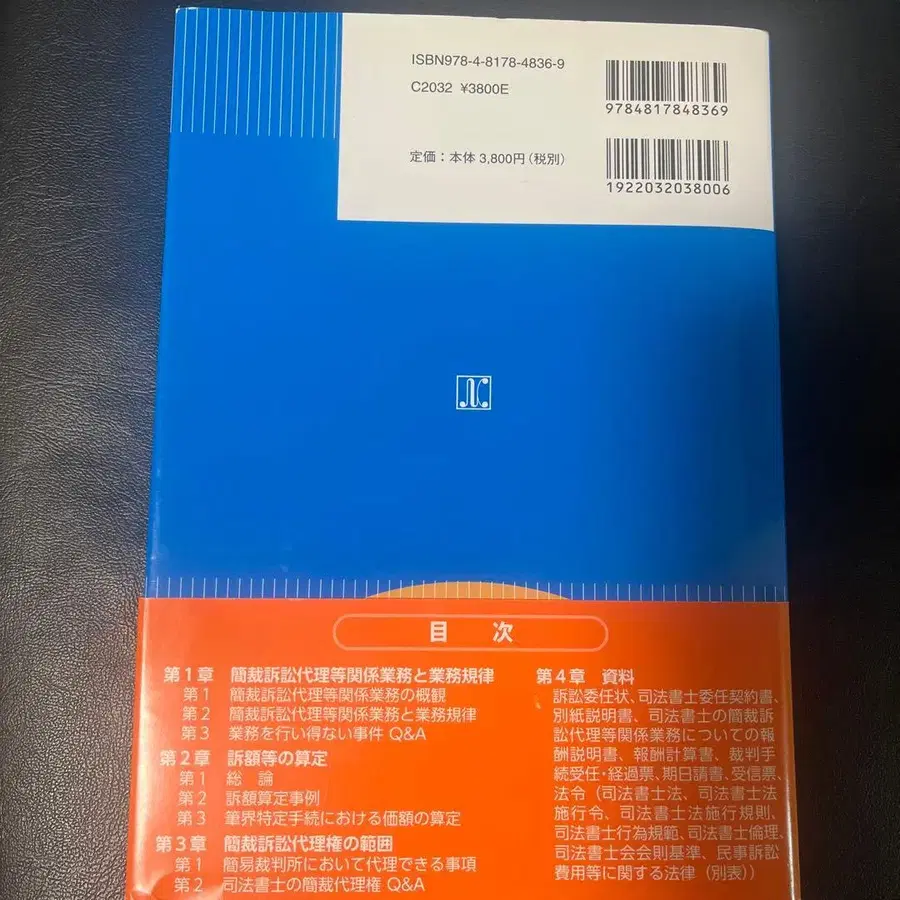 ISBN978-4-8178-4836-9
C2032 ¥3800E
9784817848369
定価：本体 3,800円（税別）
1922032038006
目 次
第1章 簡裁訴訟代理等関係業務と業務規律
第1 簡裁訴訟代理等関係業務の概観
第2 簡裁訴訟代理等関係業務と業務規律
第3 業務を行い得ない事件 Q&A
第2章 訴額等の算定
第1 総 論
第2 訴額算定事例
第3 筆界特定手続における価額の算定
第3章 簡裁訴訟代理権の範囲
第1 簡易裁判所において代理できる事項
第2 司法書士の簡裁代理権 Q&A
第4章 資料
訴訟委任状、司法書士委任契約書、
別紙説明書、司法書士の簡裁訴
訟代理等関係業務についての報
酬説明書、報酬計算書、裁判手
続受任・経過票、期日請書、受信票、
法令（司法書士法、司法書士法
施行令、司法書士法施行規則、
司法書士行為規範、司法書士倫理、
司法書士会会則基準、民事訴訟
費用等に関する法律（別表））